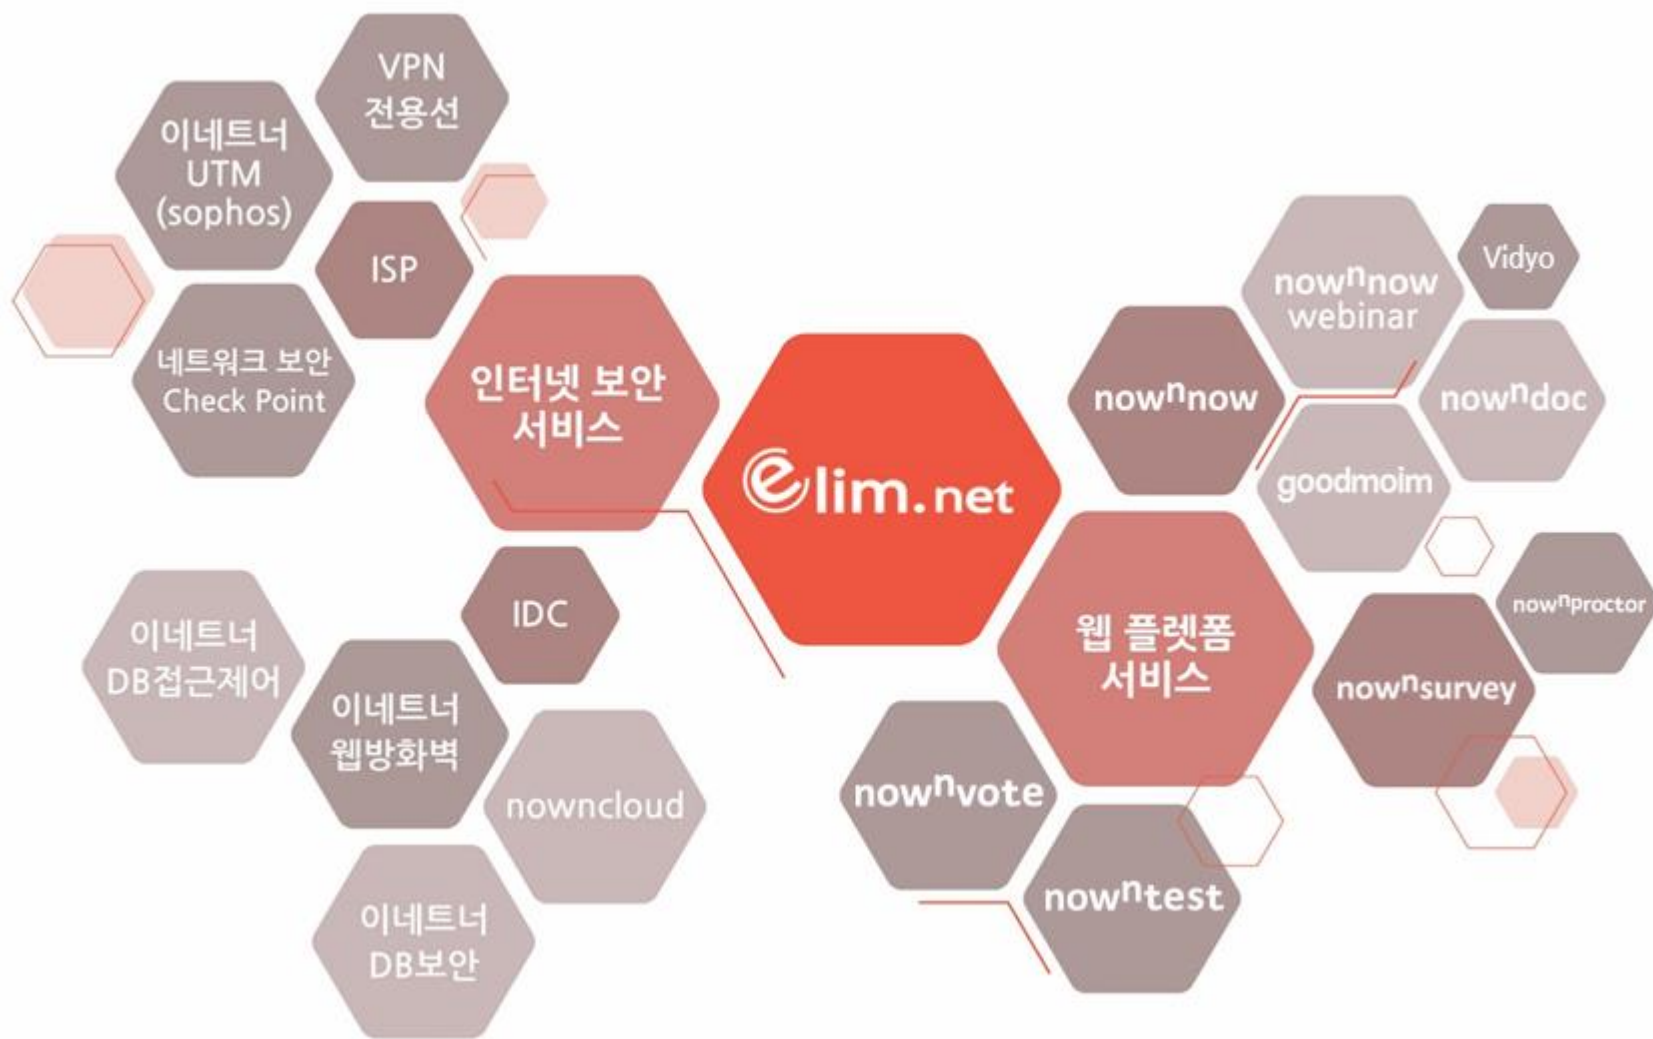 VPN
전용선
이네트너
UTM
(sophos)
ISP
네트워크 보안
Check Point
인터넷 보안
서비스
elim.net
nownnow
webinar
Vidyo
nownnow
nowndoc
goodmoim
nownproctor
웹 플렛폼
서비스
nownsurvey
IDC
이네트너
DB접근제어
이네트너
웹방화벽
nowncloud
이네트너
DB보안
nownvote
nowntest